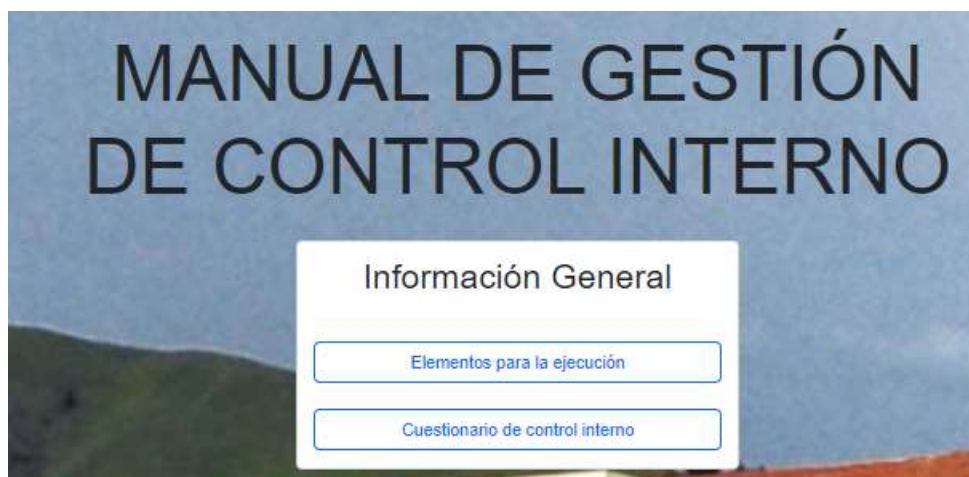 MANUAL DE GESTIÓN
DE CONTROL INTERNO
Información General
Elementos para la ejecución
Cuestionario de control interno